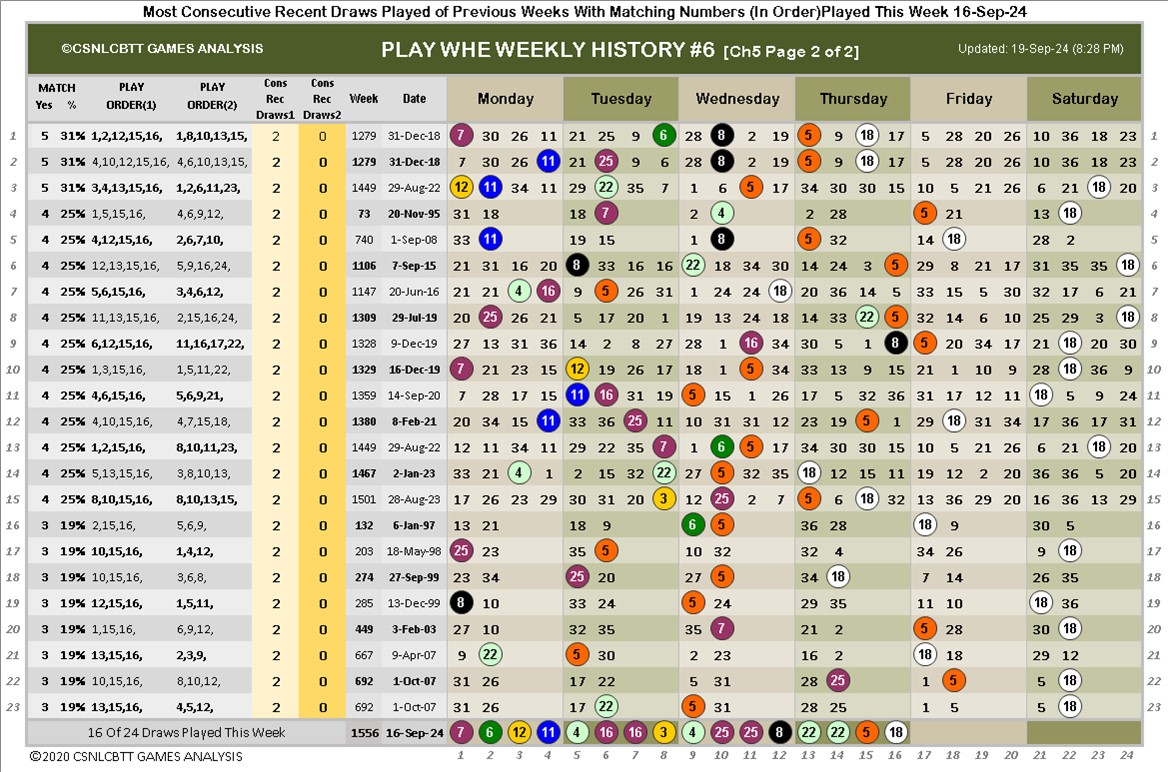 Most Consecutive Recent Draws Played of Previous Weeks With Matching Numbers (In Order)Played This Week 16-Sep-24
©CSNLCBTT GAMES ANALYSIS PLAY WHE WEEKLY HISTORY #6 [Ch5 Page 2 of 2] Updated: 19-Sep-24 (8:28 PM)
MATCH PLAY PLAY Cons Cons
Yes % ORDER(1) ORDER(2) Rec Rec Week Date Monday Tuesday Wednesday Thursday Friday Saturday
Draws1 Draws2
1 5 31% 1,2,12,15,16, 1,8,10,13,15, 2 0 1279 31-Dec-18 7 30 26 11 21 25 9 6 28 8 2 19 5 9 18 17 5 28 20 26 10 36 18 23 1
2 5 31% 4,10,12,15,16, 4,6,10,13,15, 2 0 1279 31-Dec-18 7 30 26 11 21 25 9 6 28 8 2 19 5 9 18 17 5 28 20 26 10 36 18 23 2
3 5 31% 3,4,13,15,16, 1,2,6,11,23, 2 0 1449 29-Aug-22 12 11 34 11 29 22 35 7 1 6 5 17 34 30 30 15 10 5 21 26 6 21 18 20 3
4 4 25% 1,5,15,16, 4,6,9,12, 2 0 73 20-Nov-95 31 18 18 7 2 4 2 28 5 21 13 18 4
5 4 25% 4,12,15,16, 2,6,7,10, 2 0 740 1-Sep-08 33 11 19 15 1 8 5 32 14 18 28 2 5
6 4 25% 12,13,15,16, 5,9,16,24, 2 0 1106 7-Sep-15 21 31 16 20 8 33 16 16 22 18 34 30 14 24 3 5 29 8 21 17 31 35 35 18 6
7 4 25% 5,6,15,16, 3,4,6,12, 2 0 1147 20-Jun-16 21 21 4 16 9 5 26 31 1 24 24 18 20 36 14 5 33 15 5 30 32 17 6 21 7
8 4 25% 11,13,15,16, 2,15,16,24, 2 0 1309 29-Jul-19 20 25 26 21 5 17 20 1 19 13 24 18 14 33 22 5 32 14 6 10 25 29 3 18 8
9 4 25% 6,12,15,16, 11,16,17,22, 2 0 1328 9-Dec-19 27 13 31 36 14 2 8 27 28 1 16 34 30 5 1 8 5 20 34 17 21 18 20 30 9
10 4 25% 1,3,15,16, 1,5,11,22, 2 0 1329 16-Dec-19 7 21 23 15 12 19 26 17 18 1 5 34 33 13 9 15 21 1 10 9 28 18 36 9 10
11 4 25% 4,6,15,16, 5,6,9,21, 2 0 1359 14-Sep-20 7 28 17 15 11 16 31 19 5 15 1 26 17 5 32 36 31 17 12 11 18 5 9 24 11
12 4 25% 4,10,15,16, 4,7,15,18, 2 0 1380 8-Feb-21 20 34 15 11 33 36 25 11 10 31 31 12 23 19 5 1 29 18 31 34 17 36 17 31 12
13 4 25% 1,2,15,16, 8,10,11,23, 2 0 1449 29-Aug-22 12 11 34 11 29 22 35 7 1 6 5 17 34 30 30 15 10 5 21 26 6 21 18 20 13
14 4 25% 5,13,15,16, 3,8,10,13, 2 0 1467 2-Jan-23 33 21 4 1 2 15 32 22 27 5 32 35 18 12 15 11 19 12 2 20 36 36 5 20 14
15 4 25% 8,10,15,16, 8,10,13,15, 2 0 1501 28-Aug-23 17 26 23 29 30 31 20 3 12 25 2 7 5 6 18 32 13 36 29 20 16 36 13 29 15
16 3 19% 2,15,16, 5,6,9, 2 0 132 6-Jan-97 13 21 18 9 6 5 36 28 18 9 30 5 16
17 3 19% 10,15,16, 1,4,12, 2 0 203 18-May-98 25 23 35 5 10 32 32 4 34 26 9 18 17
18 3 19% 10,15,16, 3,6,8, 2 0 274 27-Sep-99 23 34 25 20 27 5 34 18 7 14 26 35 18
19 3 19% 12,15,16, 1,5,11, 2 0 285 13-Dec-99 8 10 33 24 5 24 29 35 11 10 18 36 19
20 3 19% 1,15,16, 6,9,12, 2 0 449 3-Feb-03 27 10 32 35 35 7 21 2 5 28 30 18 20
21 3 19% 13,15,16, 2,3,9, 2 0 667 9-Apr-07 9 22 5 30 2 23 16 2 18 18 29 12 21
22 3 19% 10,15,16, 8,10,12, 2 0 692 1-Oct-07 31 26 17 22 5 31 28 25 1 5 5 18 22
23 3 19% 13,15,16, 4,5,12, 2 0 692 1-Oct-07 31 26 17 22 5 31 28 25 1 5 5 18 23
16 Of 24 Draws Played This Week 1556 16-Sep-24 7 6 12 11 4 16 16 3 4 25 25 8 22 22 5 18
©2020 CSNLCBTT GAMES ANALYSIS 1 2 3 4 5 6 7 8 9 10 11 12 13 14 15 16 17 18 19 20 21 22 23 24